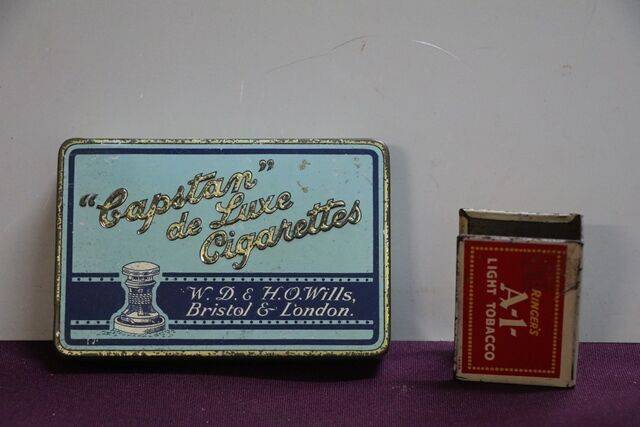 "Capstan"
de Luxe
Cigarettes
W. D. & H. O. Wills,
Bristol & London.
RINGER'S
A-1-
LIGHT TOBACCO